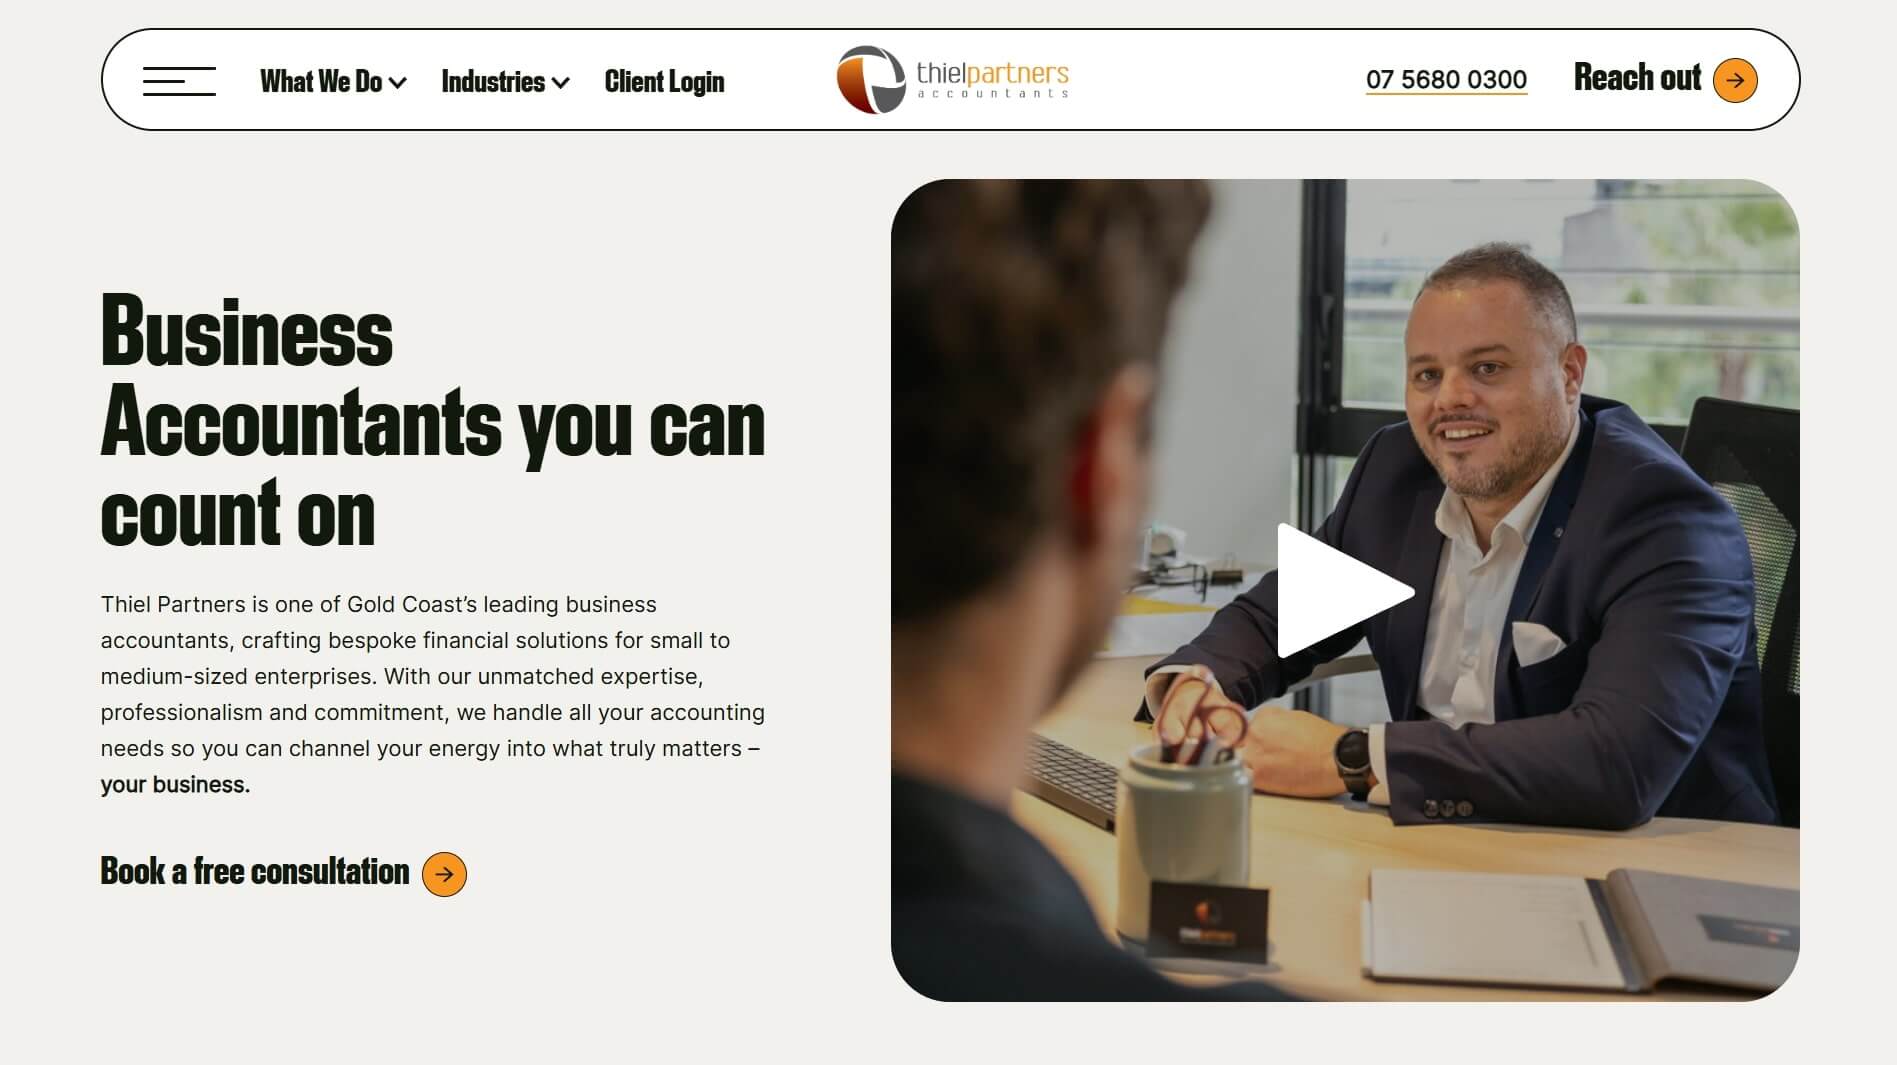 What We Do
Industries
Client Login
thielpartners
accountants
07 5680 0300
Reach out
Business
Accountants you can
count on
Thiel Partners is one of Gold Coast’s leading business
accountants, crafting bespoke financial solutions for small to
medium-sized enterprises. With our unmatched expertise,
professionalism and commitment, we handle all your accounting
needs so you can channel your energy into what truly matters –
your business.
Book a free consultation